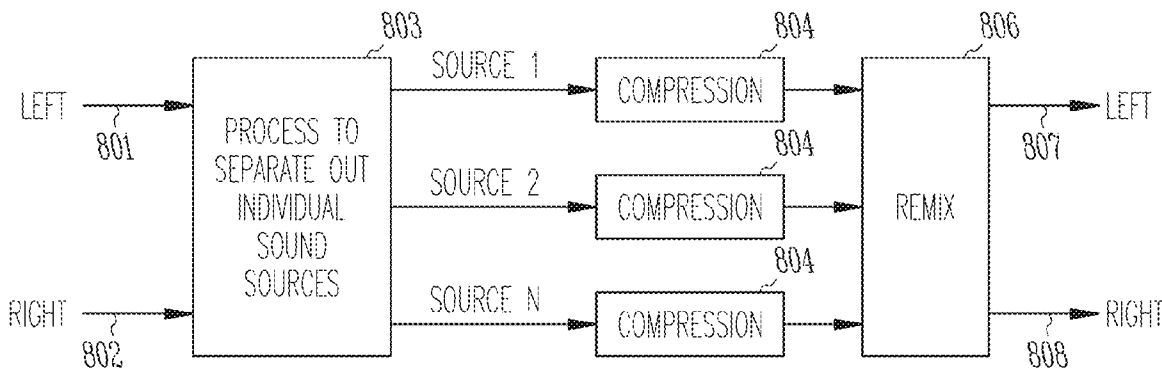 803
804
806
SOURCE 1
COMPRESSION
LEFT
801
PROCESS TO
SEPARATE OUT
INDIVIDUAL
SOUND
SOURCES
LEFT
807
804
SOURCE 2
COMPRESSION
REMIX
804
SOURCE N
COMPRESSION
RIGHT
802
RIGHT
808